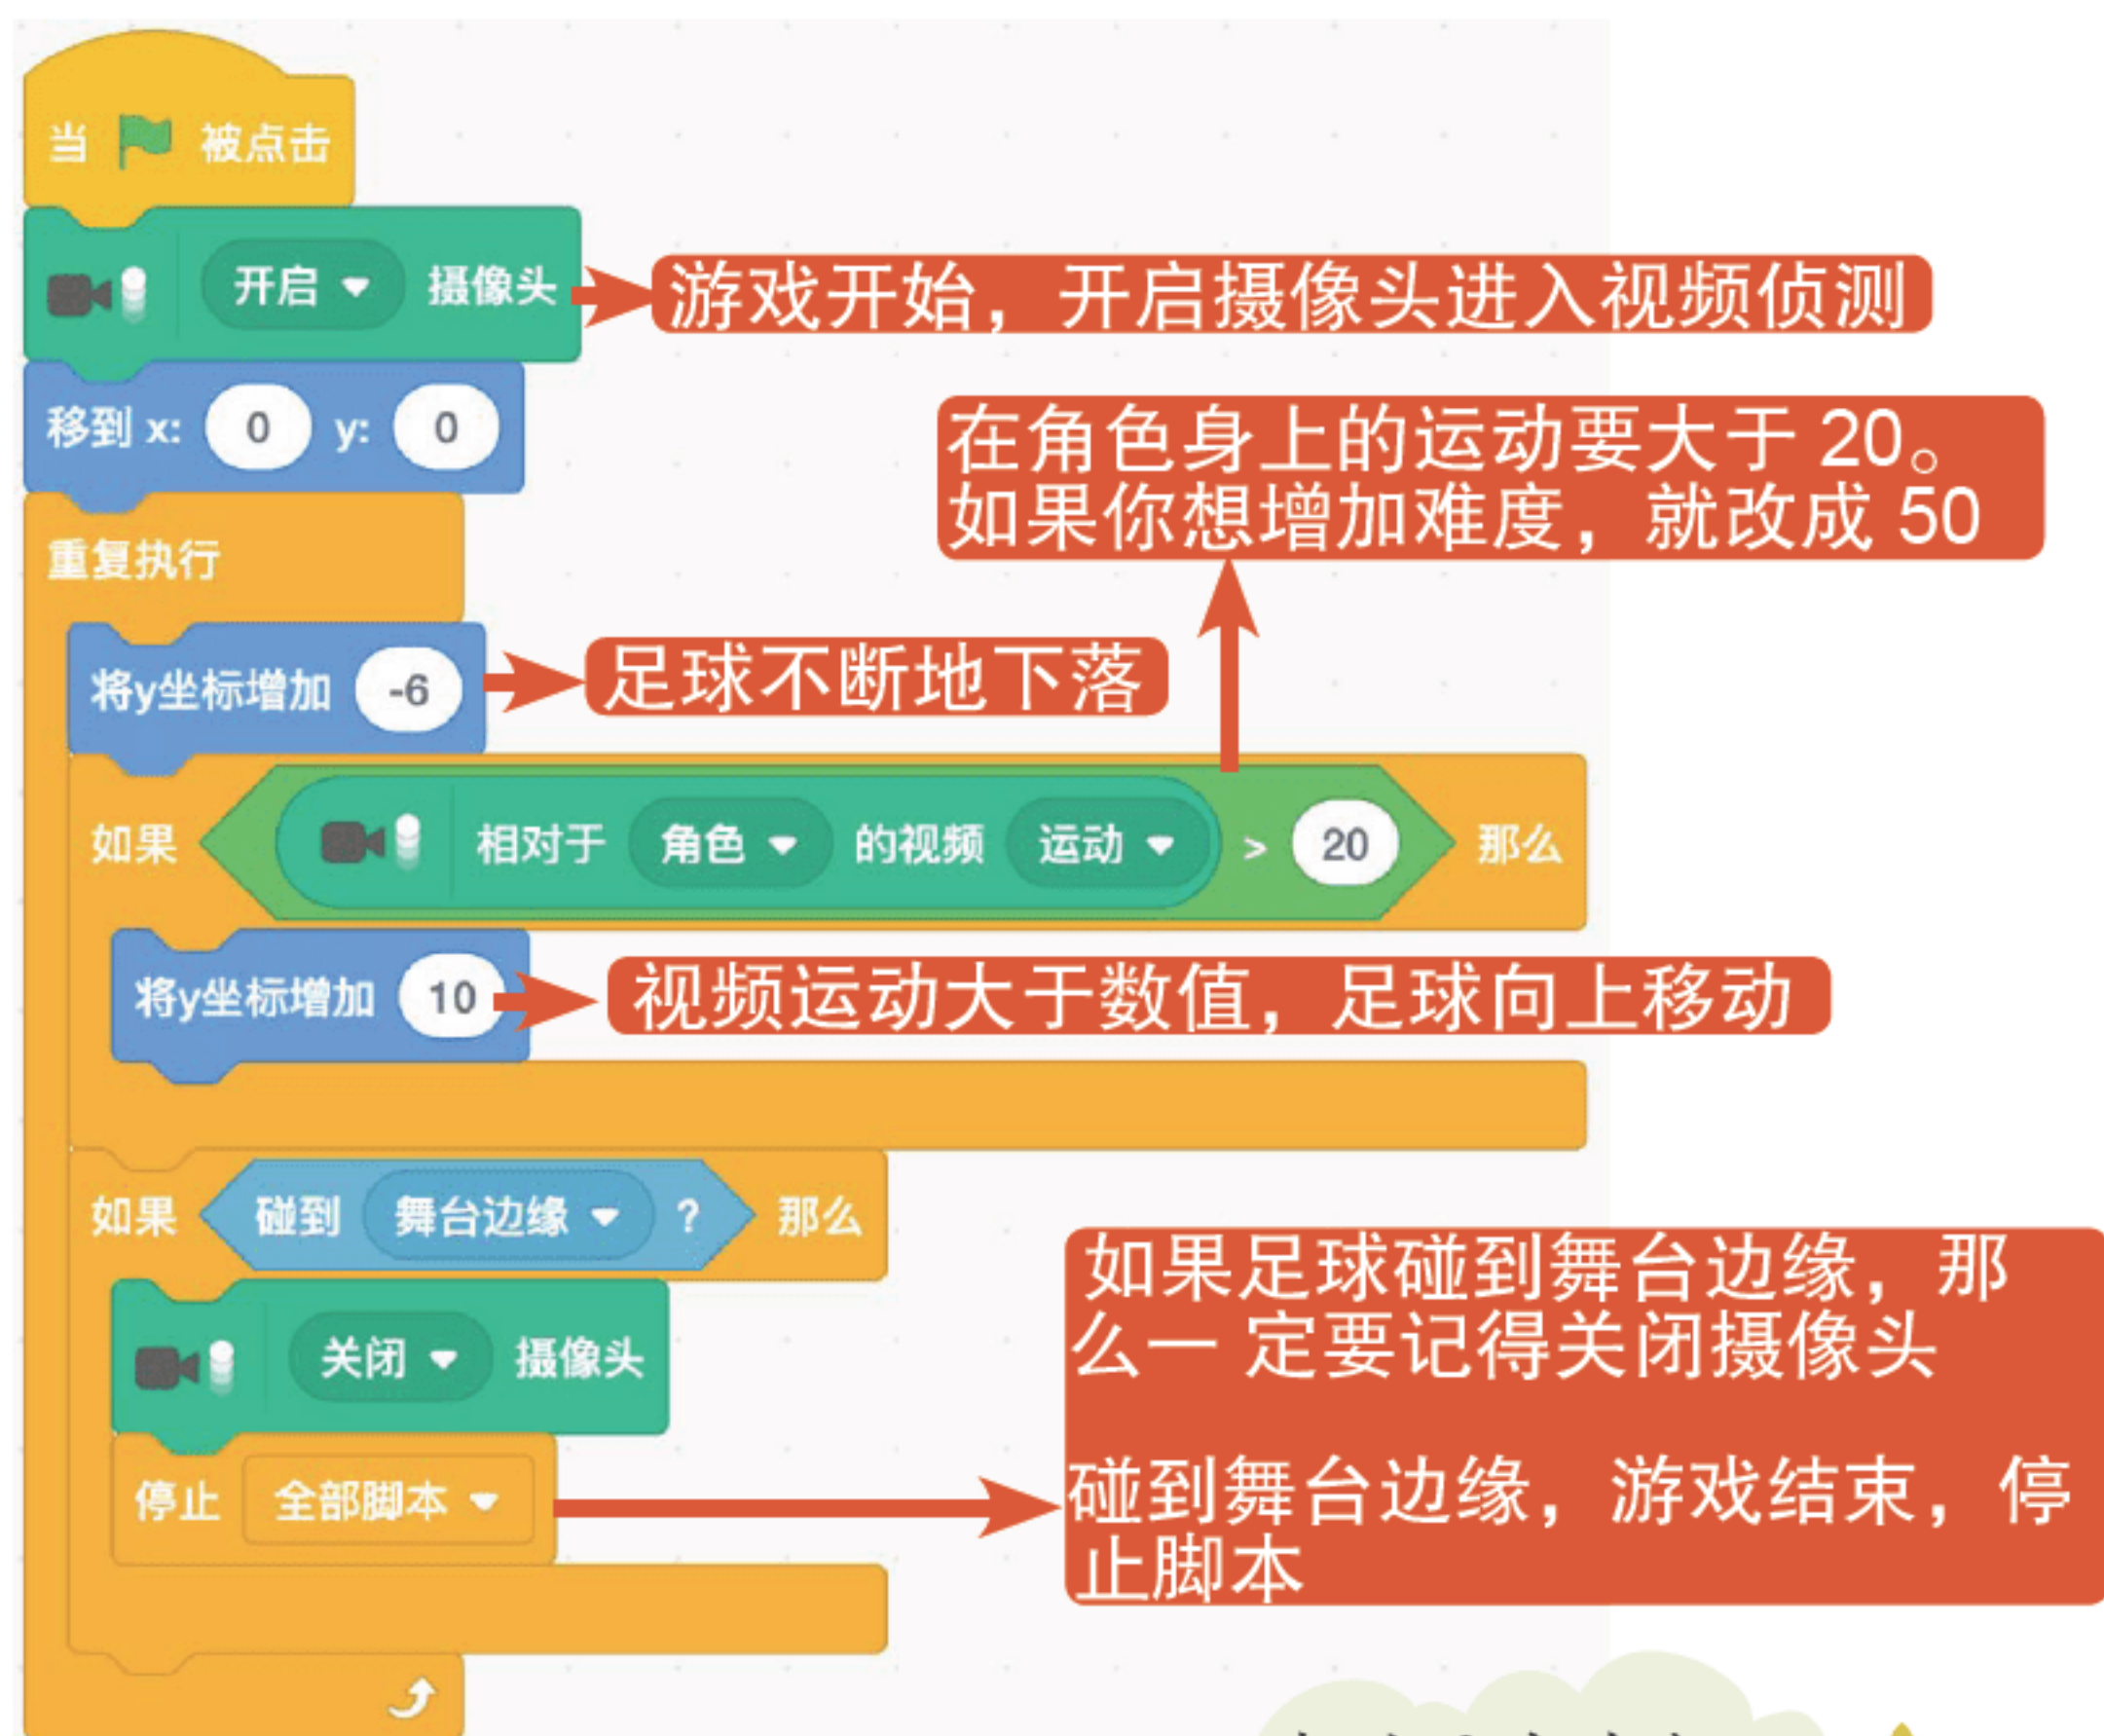 当 被点击
开启 摄像头
游戏开始，开启摄像头进入视频侦测
移到 x: 0 y: 0
在角色身上的运动要大于 20。
如果你想增加难度，就改成 50
重复执行
将y坐标增加 -6
足球不断地下落
如果 相对于 角色 的视频 运动 > 20 那么
将y坐标增加 10
视频运动大于数值，足球向上移动
如果 碰到 舞台边缘 ? 那么
关闭 摄像头
如果足球碰到舞台边缘，那
么一 定要记得关闭摄像头
停止 全部脚本
碰到舞台边缘，游戏结束，停
止脚本